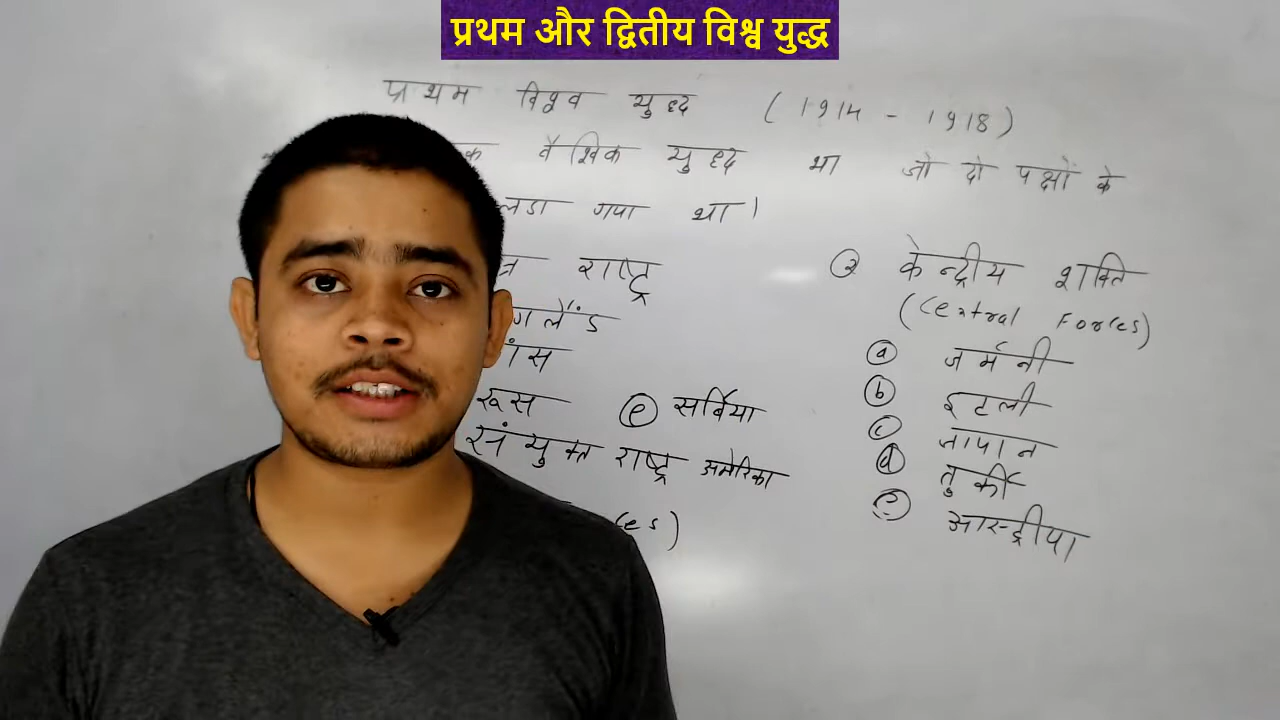 प्रथम और द्वितीय विश्व युद्ध
प्रथम विश्व युद्ध (1914 - 1918)
वैश्विक युद्ध था जो दो पक्षों के
लडा गया था।
राष्ट्र
② केन्द्रीय शक्ति
(Central Forces)
ⓐ जर्मनी
ⓑ इटली
रूस ⓔ सर्बिया
ⓒ जापान
संयुक्त राष्ट्र अमेरिका
ⓓ तुर्की
ⓔ आस्ट्रीया